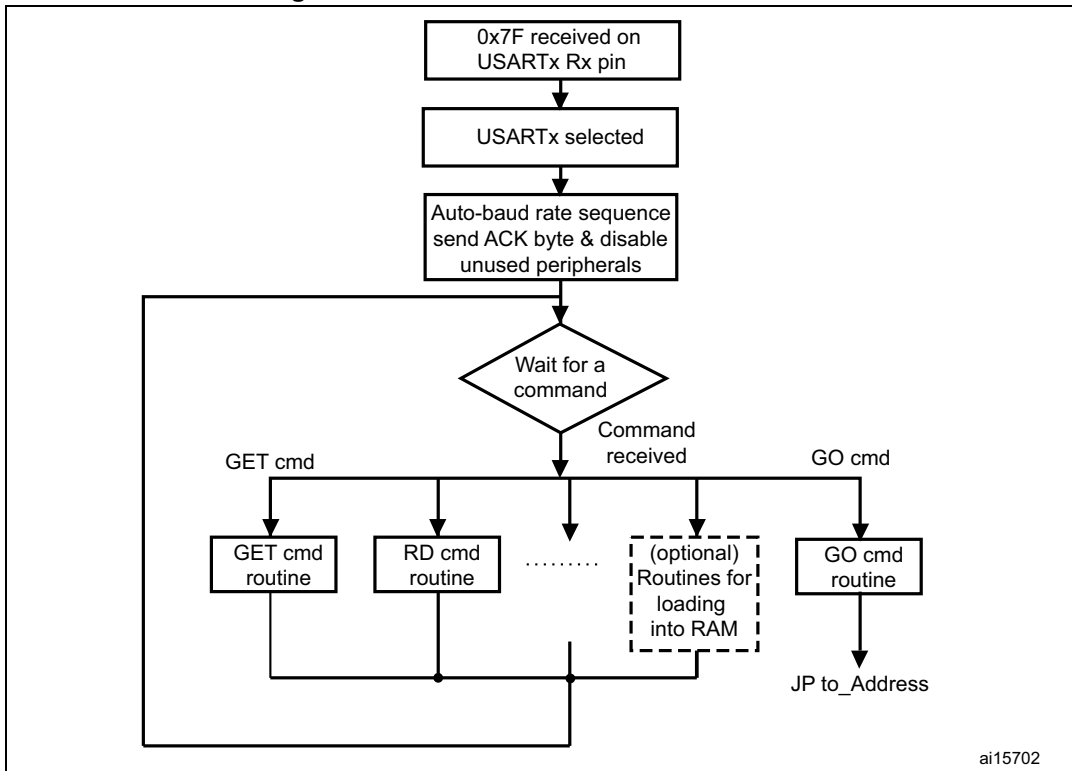 0x7F received on
USARTx Rx pin
USARTx selected
Auto-baud rate sequence
send ACK byte & disable
unused peripherals
Wait for a
command
Command
received
GET cmd
GO cmd
GET cmd
routine
RD cmd
routine
...........
(optional)
Routines for
loading
into RAM
GO cmd
routine
JP to_Address
ai15702